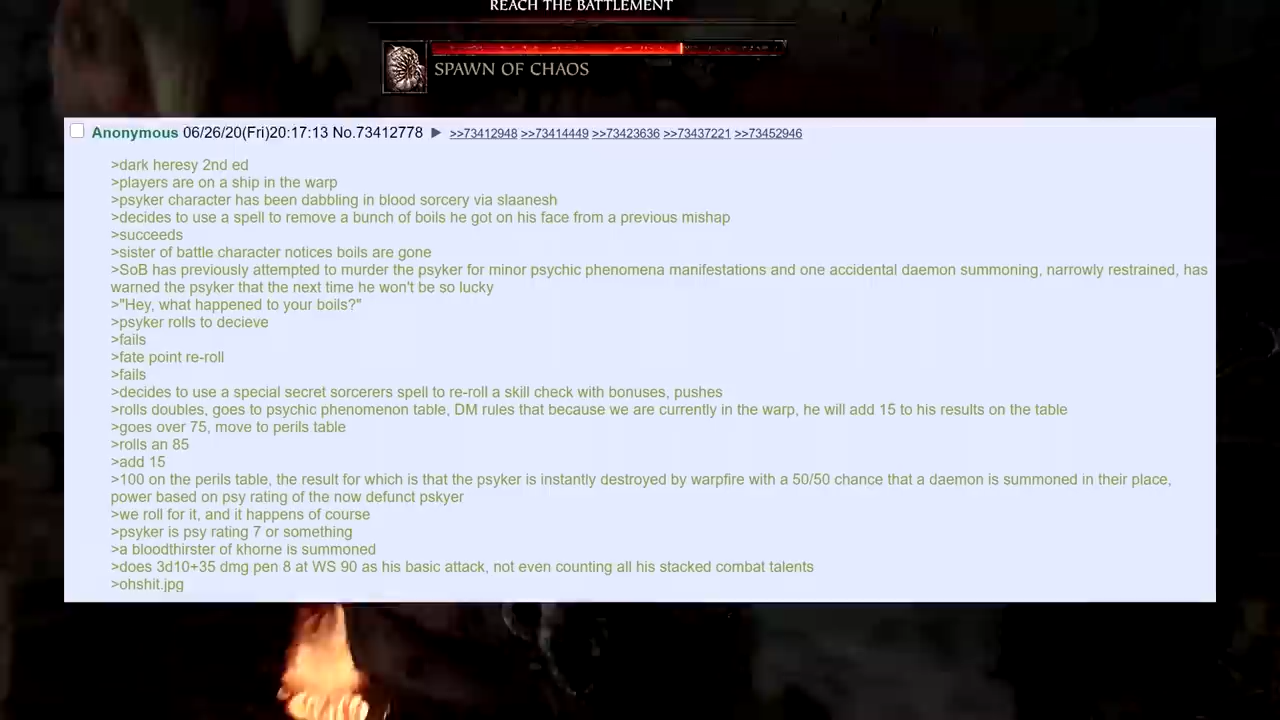 REACH THE BATTLEMENT
SPAWN OF CHAOS
Anonymous 06/26/20(Fri)20:17:13 No.73412778 ▶ >>73412948 >>73414449 >>73423636 >>73437221 >>73452946
>dark heresy 2nd ed
>players are on a ship in the warp
>psyker character has been dabbling in blood sorcery via slaanesh
>decides to use a spell to remove a bunch of boils he got on his face from a previous mishap
>succeeds
>sister of battle character notices boils are gone
>SoB has previously attempted to murder the psyker for minor psychic phenomena manifestations and one accidental daemon summoning, narrowly restrained, has
warned the psyker that the next time he won't be so lucky
>"Hey, what happened to your boils?"
>psyker rolls to decieve
>fails
>fate point re-roll
>fails
>decides to use a special secret sorcerers spell to re-roll a skill check with bonuses, pushes
>rolls doubles, goes to psychic phenomenon table, DM rules that because we are currently in the warp, he will add 15 to his results on the table
>goes over 75, move to perils table
>rolls an 85
>add 15
>100 on the perils table, the result for which is that the psyker is instantly destroyed by warpfire with a 50/50 chance that a daemon is summoned in their place,
power based on psy rating of the now defunct pskyer
>we roll for it, and it happens of course
>psyker is psy rating 7 or something
>a bloodthirster of khorne is summoned
>does 3d10+35 dmg pen 8 at WS 90 as his basic attack, not even counting all his stacked combat talents
>ohshit.jpg